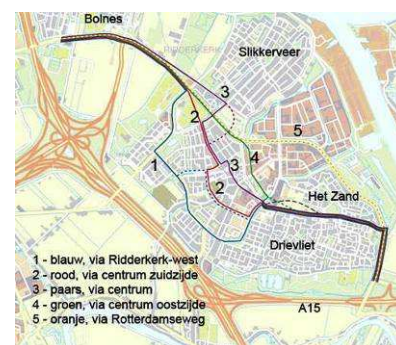 Bolnes
RIDDERKERK
Slikkerveer
3
2
5
1
3
4
2
Het Zand
Drievliet
1 - blauw, via Ridderkerk-west
2 - rood, via centrum zuidzijde
3 - paars, via centrum
4 - groen, via centrum oostzijde
5 - oranje, via Rotterdamseweg
A15